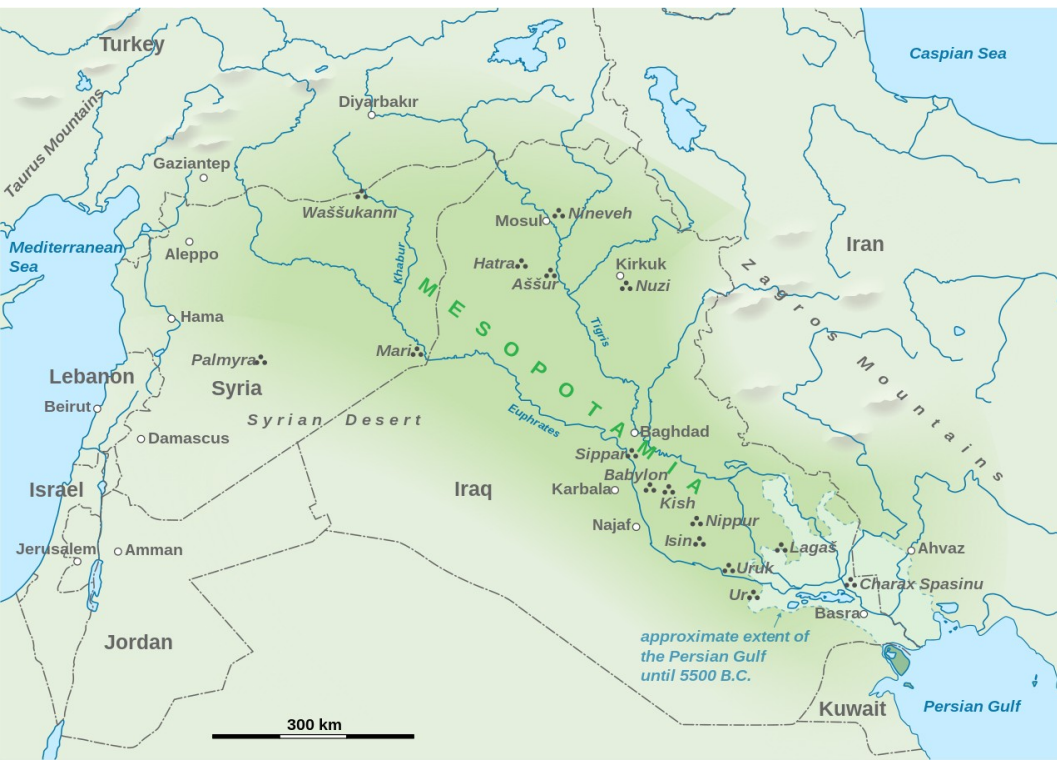 Turkey
Caspian Sea
Taurus Mountains
Diyarbakır
Gaziantep
Waššukanni
Mosul
Nineveh
Mediterranean
Sea
Aleppo
Khabur
Hatra
Aššur
Kirkuk
Nuzi
Iran
Zagros Mountains
MESOPOTAMIA
Hama
Tigris
Palmyra
Mari
Lebanon
Syria
Beirut
Syrian Desert
Euphrates
Damascus
Baghdad
Sippar
Babylon
Israel
Iraq
Karbala
Kish
Najaf
Nippur
Isin
Lagaš
Jerusalem
Amman
Ahvaz
Uruk
Charax Spasinu
Ur
Basra
Jordan
approximate extent of
the Persian Gulf
until 5500 B.C.
Kuwait
Persian Gulf
300 km